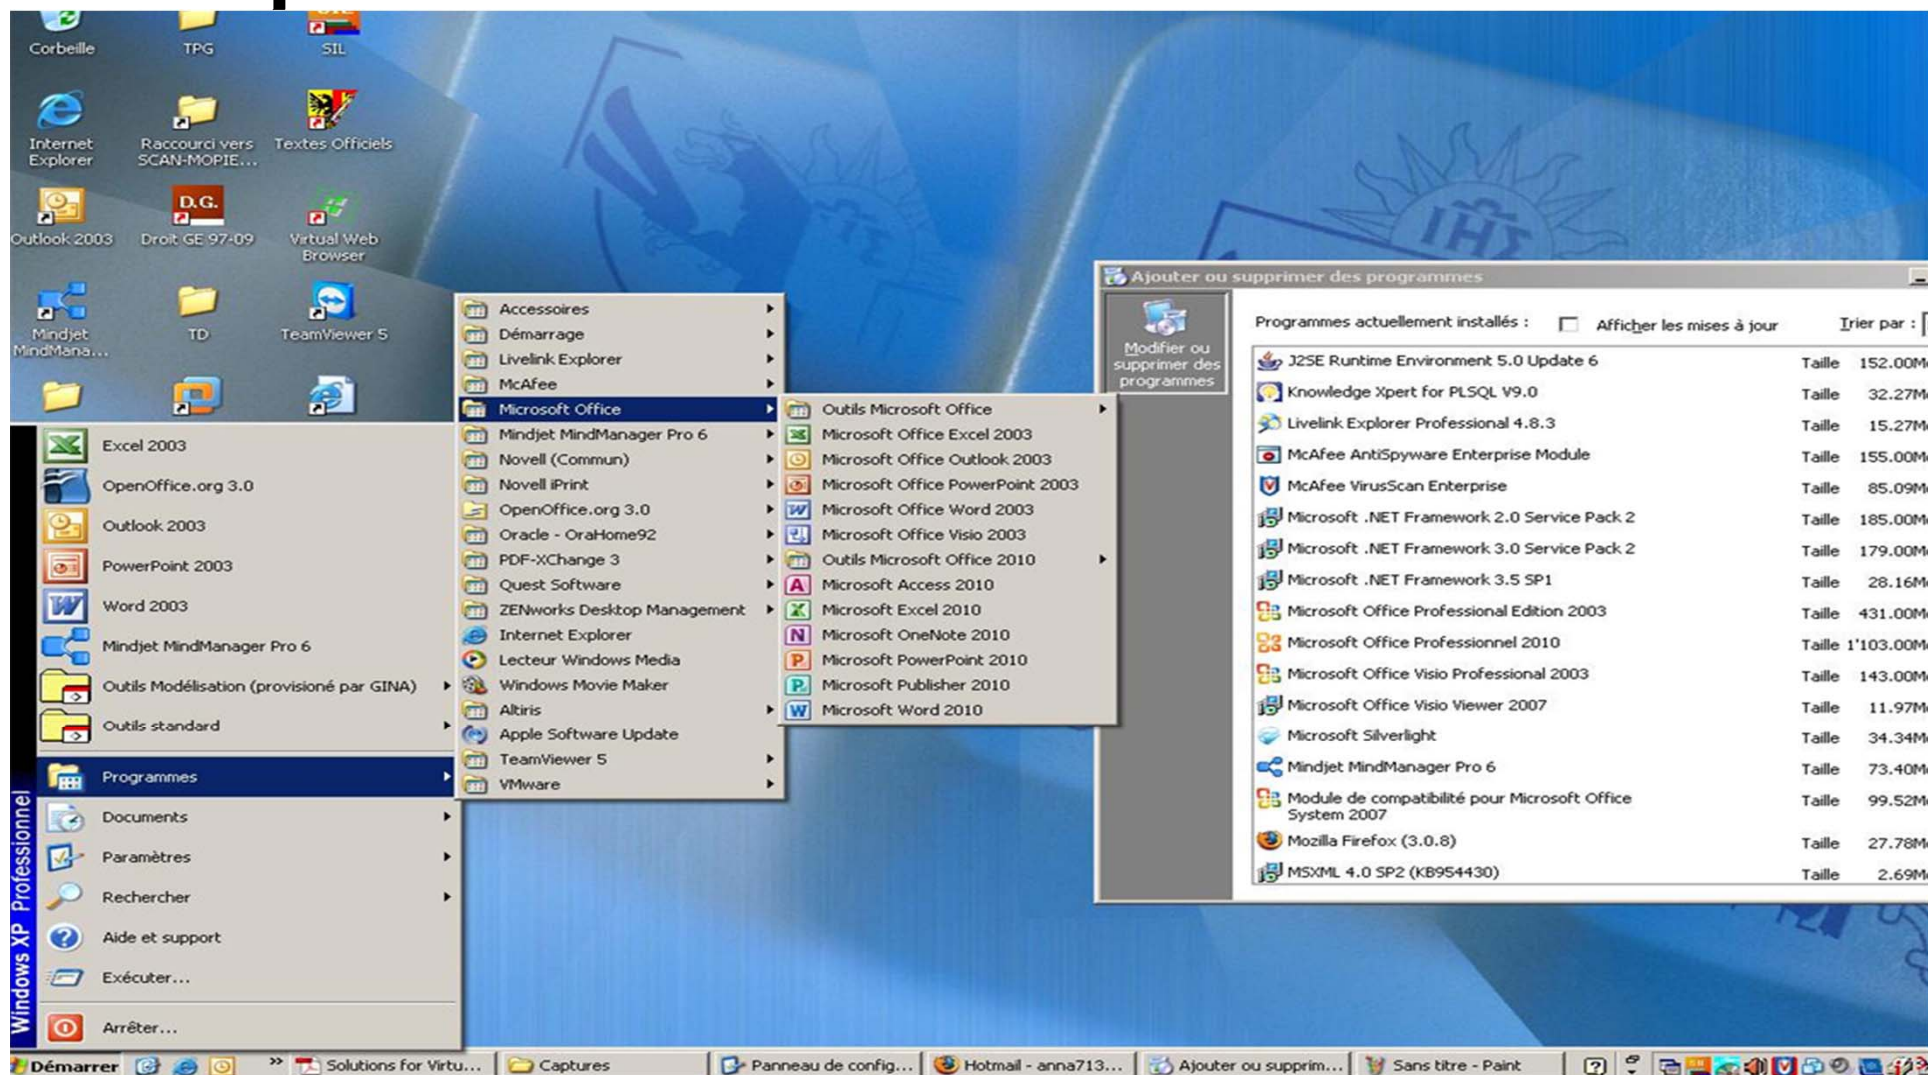 Corbeille
TPG
SIL
Internet Explorer
Raccourci vers SCAN-MOPIE...
Textes Officiels
D.G.
Outlook 2003
Droit GE 97-09
Virtual Web Browser
Mindjet MindMana...
TD
TeamViewer 5
Excel 2003
OpenOffice.org 3.0
Outlook 2003
PowerPoint 2003
Word 2003
Mindjet MindManager Pro 6
Outils Modélisation (provisioné par GINA)
Outils standard
Programmes
Documents
Paramètres
Rechercher
Aide et support
Exécuter...
Arrêter...
Windows XP Professionnel
Accessoires
Démarrage
Livelink Explorer
McAfee
Microsoft Office
Mindjet MindManager Pro 6
Novell (Commun)
Novell iPrint
OpenOffice.org 3.0
Oracle - OraHome92
PDF-XChange 3
Quest Software
ZENworks Desktop Management
Internet Explorer
Lecteur Windows Media
Windows Movie Maker
Altiris
Apple Software Update
TeamViewer 5
VMware
Outils Microsoft Office
Microsoft Office Excel 2003
Microsoft Office Outlook 2003
Microsoft Office PowerPoint 2003
Microsoft Office Word 2003
Microsoft Office Visio 2003
Outils Microsoft Office 2010
Microsoft Access 2010
Microsoft Excel 2010
Microsoft OneNote 2010
Microsoft PowerPoint 2010
Microsoft Publisher 2010
Microsoft Word 2010
Ajouter ou supprimer des programmes
Modifier ou
supprimer des
programmes
Programmes actuellement installés : Afficher les mises à jour Trier par :
J2SE Runtime Environment 5.0 Update 6 Taille 152.00M
Knowledge Xpert for PLSQL V9.0 Taille 32.27M
Livelink Explorer Professional 4.8.3 Taille 15.27M
McAfee AntiSpyware Enterprise Module Taille 155.00M
McAfee VirusScan Enterprise Taille 85.09M
Microsoft .NET Framework 2.0 Service Pack 2 Taille 185.00M
Microsoft .NET Framework 3.0 Service Pack 2 Taille 179.00M
Microsoft .NET Framework 3.5 SP1 Taille 28.16M
Microsoft Office Professional Edition 2003 Taille 431.00M
Microsoft Office Professionnel 2010 Taille 1'103.00M
Microsoft Office Visio Professional 2003 Taille 143.00M
Microsoft Office Visio Viewer 2007 Taille 11.97M
Microsoft Silverlight Taille 34.34M
Mindjet MindManager Pro 6 Taille 73.40M
Module de compatibilité pour Microsoft Office Taille 99.52M
System 2007
Mozilla Firefox (3.0.8) Taille 27.78M
MSXML 4.0 SP2 (KB954430) Taille 2.69M
IHS
Démarrer
Solutions for Virtu...
Captures
Panneau de config...
Hotmail - anna713...
Ajouter ou supprim...
Sans titre - Paint